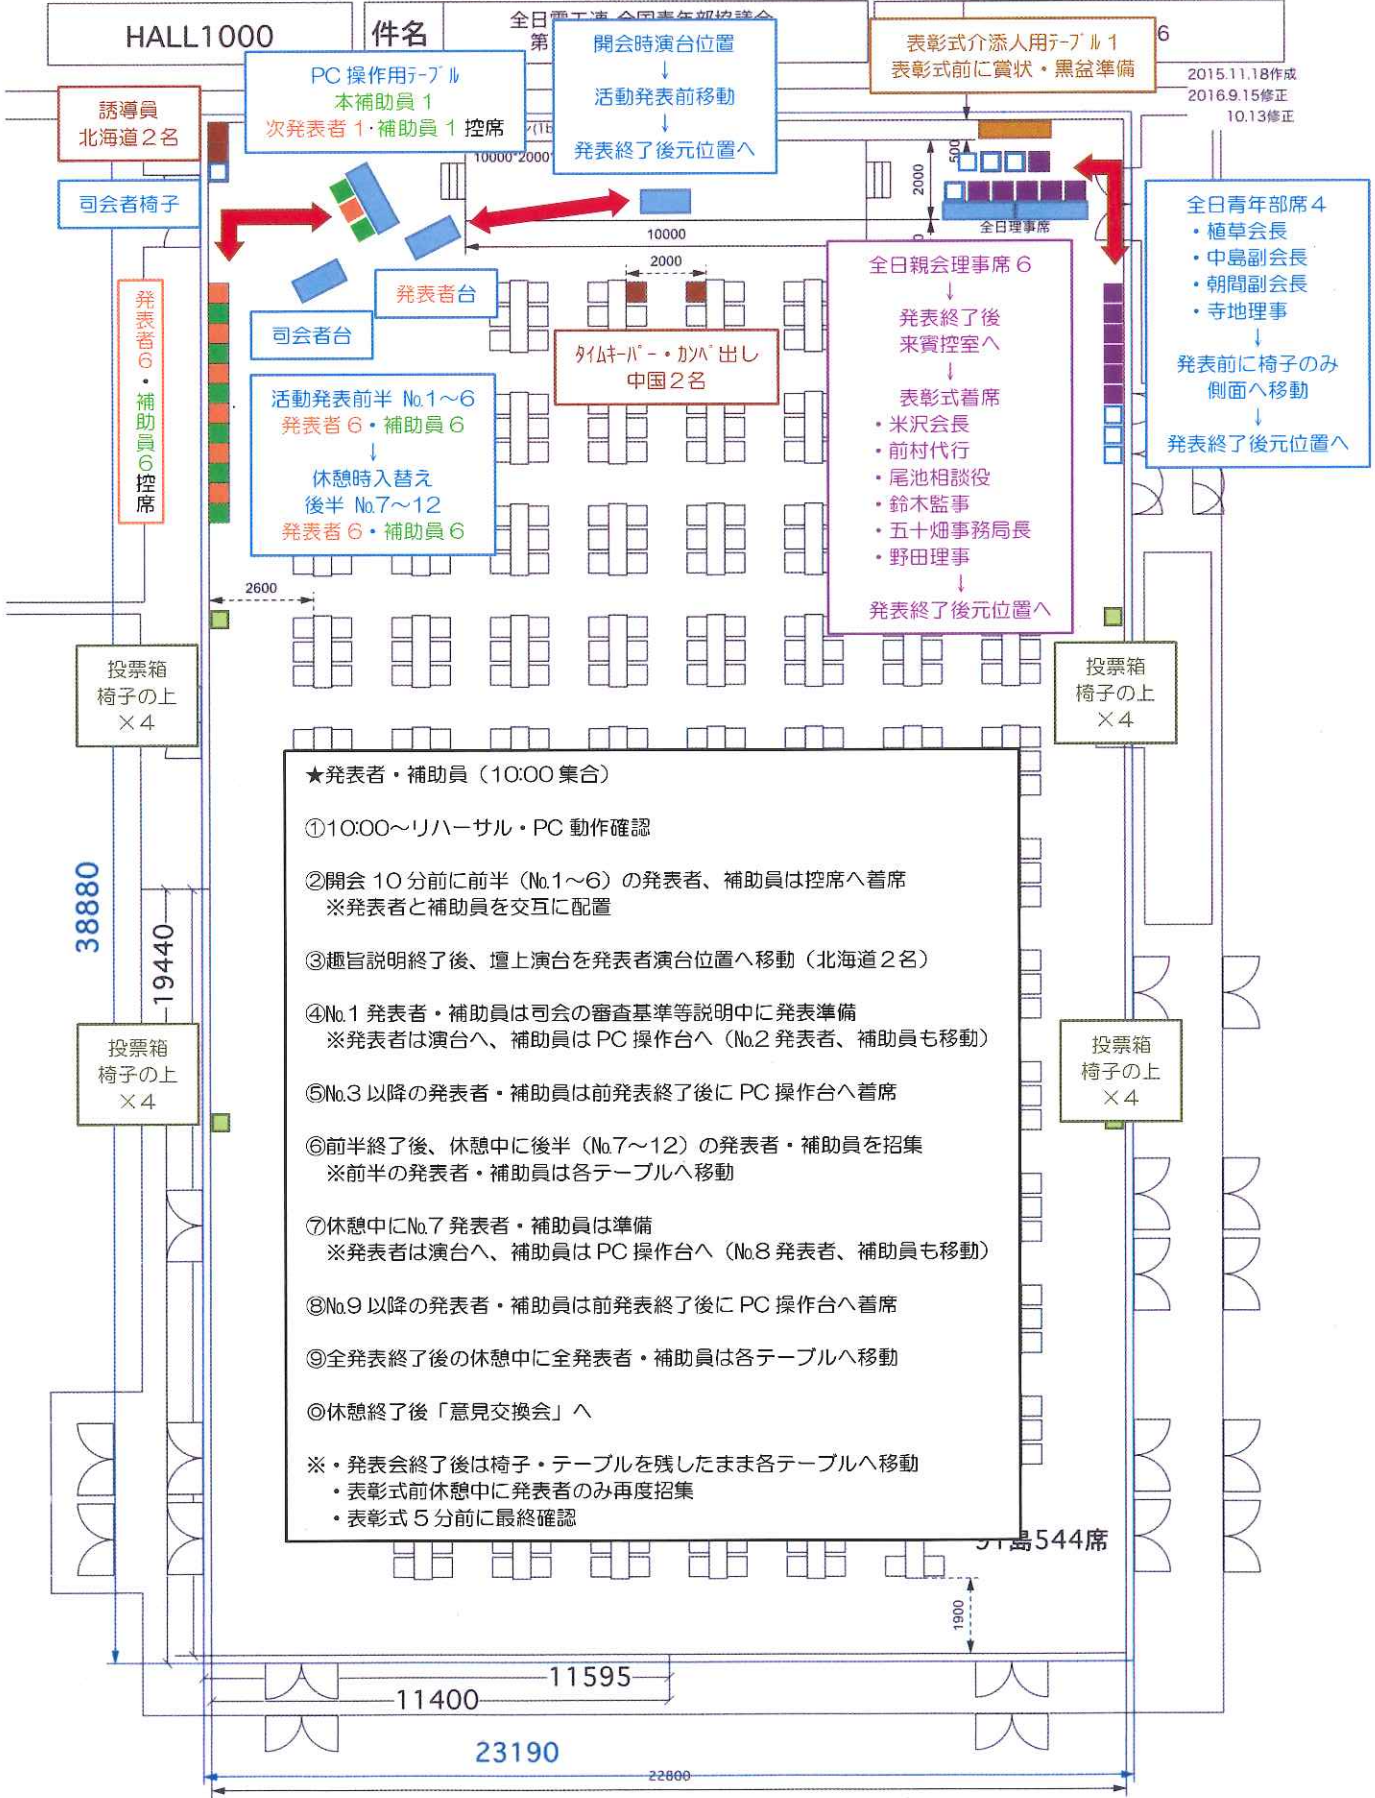 HALL1000
件名
全日電工連 全国青年部協議会
第
6
2015.11.18作成
2016.9.15修正
10.13修正
誘導員
北海道２名
PC 操作用ﾃｰﾌﾞﾙ
本補助員 1
次発表者 1・補助員 1 控席
開会時演台位置
↓
活動発表前移動
↓
発表終了後元位置へ
表彰式介添人用ﾃｰﾌﾞﾙ 1
表彰式前に賞状・黒盆準備
司会者椅子
10000*2000*
500
2000
全日理事席
10000
2000
全日青年部席４
・植草会長
・中島副会長
・朝間副会長
・寺地理事
↓
発表前に椅子のみ
側面へ移動
↓
発表終了後元位置へ
発表者６・補助員６控席
発表者台
司会者台
ﾀｲﾑｷｰﾊﾟｰ・ｶﾝﾍﾟ出し
中国２名
全日親会理事席６
↓
発表終了後
来賓控室へ
↓
表彰式着席
・米沢会長
・前村代行
・尾池相談役
・鈴木監事
・五十畑事務局長
・野田理事
↓
発表終了後元位置へ
活動発表前半 №1～6
発表者６・補助員６
↓
休憩時入替え
後半 №7～12
発表者６・補助員６
2600
投票箱
椅子の上
×４
投票箱
椅子の上
×４
★発表者・補助員（10:00 集合）
①10:00～リハーサル・PC 動作確認
②開会 10 分前に前半（№1～6）の発表者、補助員は控席へ着席
※発表者と補助員を交互に配置
③趣旨説明終了後、壇上演台を発表者演台位置へ移動（北海道２名）
④№1 発表者・補助員は司会の審査基準等説明中に発表準備
※発表者は演台へ、補助員は PC 操作台へ（№2 発表者、補助員も移動）
⑤№3 以降の発表者・補助員は前発表終了後に PC 操作台へ着席
⑥前半終了後、休憩中に後半（№7～12）の発表者・補助員を招集
※前半の発表者・補助員は各テーブルへ移動
⑦休憩中に№7 発表者・補助員は準備
※発表者は演台へ、補助員は PC 操作台へ（№8 発表者、補助員も移動）
⑧№9 以降の発表者・補助員は前発表終了後に PC 操作台へ着席
⑨全発表終了後の休憩中に全発表者・補助員は各テーブルへ移動
◎休憩終了後「意見交換会」へ
※・発表会終了後は椅子・テーブルを残したまま各テーブルへ移動
・表彰式前休憩中に発表者のみ再度招集
・表彰式５分前に最終確認
38880
19440
投票箱
椅子の上
×４
投票箱
椅子の上
×４
島544席
1900
11595
11400
23190
22800